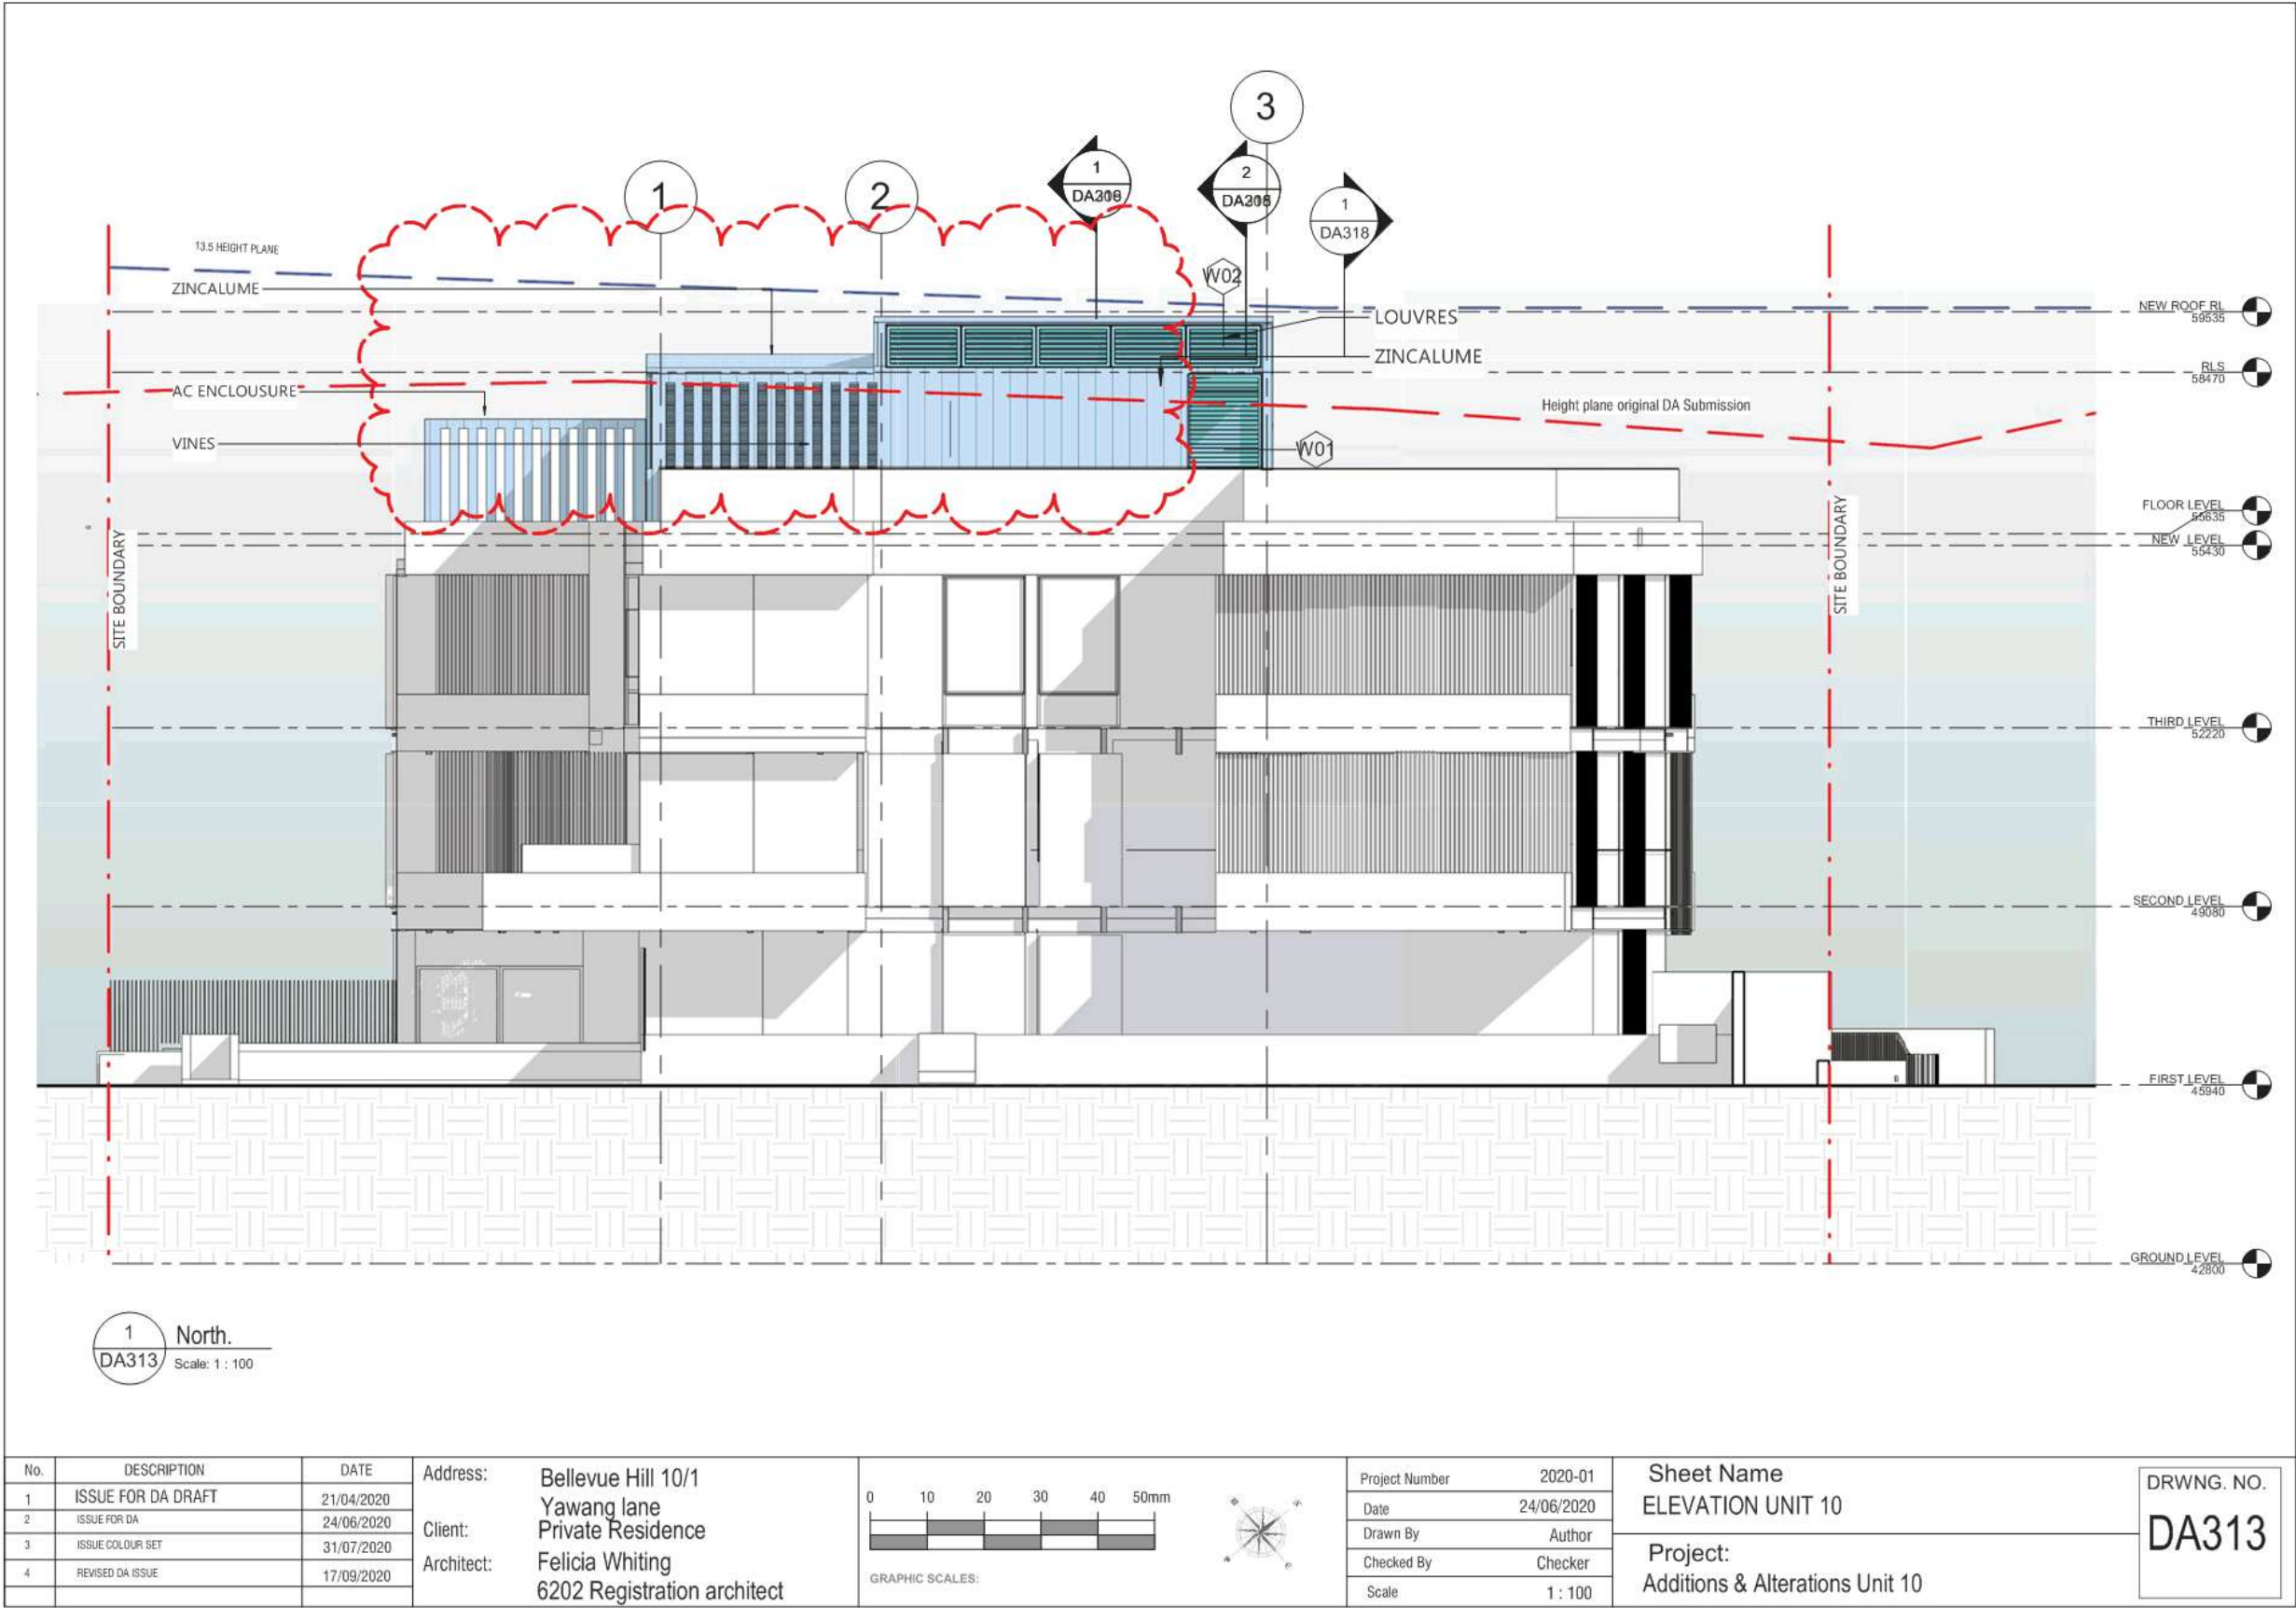 3
1
2
1
DA318
2
1
13.5 HEIGHT PLANE
W02
ZINCALUME
LOUVRES
NEW ROOF RL
59535
ZINCALUME
RLS
58470
AC ENCLOUSURE
Height plane original DA Submission
VINES
W01
FLOOR LEVEL
55635
NEW LEVEL
55430
SITE BOUNDARY
SITE BOUNDARY
THIRD LEVEL
52220
SECOND LEVEL
49080
FIRST LEVEL
45940
GROUND LEVEL
42800
1
DA313
North.
Scale: 1 : 100
No. DESCRIPTION DATE
1 ISSUE FOR DA DRAFT 21/04/2020
2 ISSUE FOR DA 24/06/2020
3 ISSUE COLOUR SET 31/07/2020
4 REVISED DA ISSUE 17/09/2020
Address: Bellevue Hill 10/1
Yawang lane
Client: Private Residence
Architect: Felicia Whiting
6202 Registration architect
0 10 20 30 40 50mm
GRAPHIC SCALES:
Project Number 2020-01
Date 24/06/2020
Drawn By Author
Checked By Checker
Scale 1 : 100
Sheet Name
ELEVATION UNIT 10
Project:
Additions & Alterations Unit 10
DRWNG. NO.
DA313